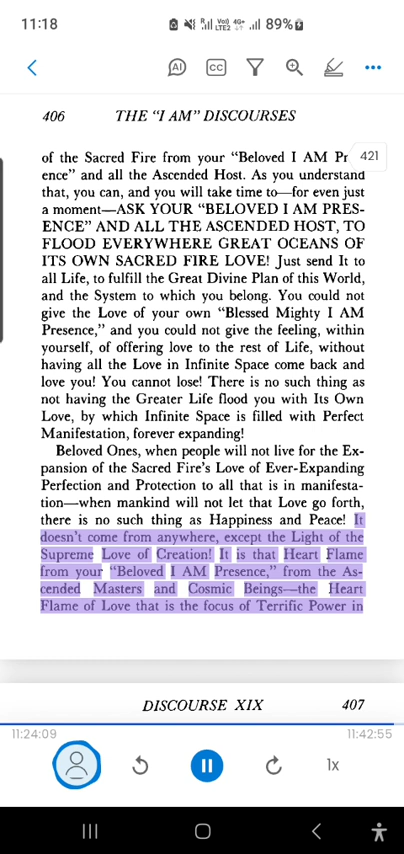 11:18
R
Vo))
LTE2
4G+
89%
AI
CC
406 THE “I AM” DISCOURSES
421
of the Sacred Fire from your “Beloved I AM Pr
ence” and all the Ascended Host. As you understand
that, you can, and you will take time to—for even just
a moment—ASK YOUR “BELOVED I AM PRES-
ENCE” AND ALL THE ASCENDED HOST, TO
FLOOD EVERYWHERE GREAT OCEANS OF
ITS OWN SACRED FIRE LOVE! Just send It to
all Life, to fulfill the Great Divine Plan of this World,
and the System to which you belong. You could not
give the Love of your own “Blessed Mighty I AM
Presence,” and you could not give the feeling, within
yourself, of offering love to the rest of Life, without
having all the Love in Infinite Space come back and
love you! You cannot lose! There is no such thing as
not having the Greater Life flood you with Its Own
Love, by which Infinite Space is filled with Perfect
Manifestation, forever expanding!
Beloved Ones, when people will not live for the Ex-
pansion of the Sacred Fire’s Love of Ever-Expanding
Perfection and Protection to all that is in manifesta-
tion—when mankind will not let that Love go forth,
there is no such thing as Happiness and Peace! It
doesn’t come from anywhere, except the Light of the
Supreme Love of Creation! It is that Heart Flame
from your “Beloved I AM Presence,” from the As-
cended Masters and Cosmic Beings—the Heart
Flame of Love that is the focus of Terrific Power in
DISCOURSE XIX 407
11:24:09
11:42:55
1x